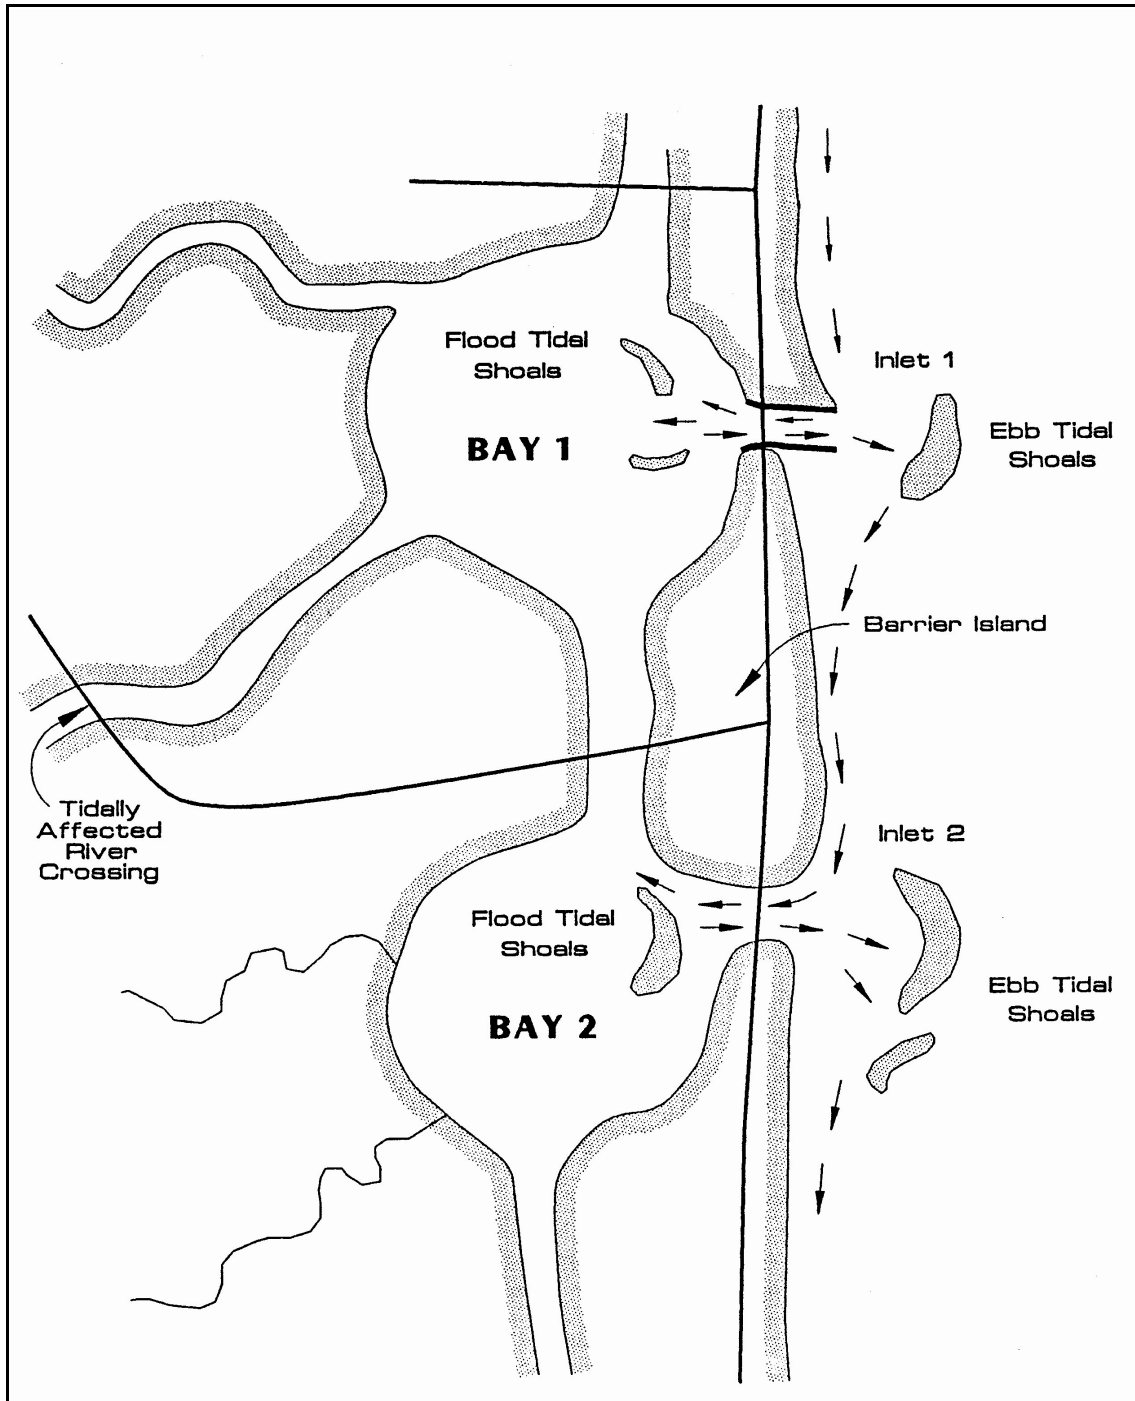 Flood Tidal
Shoals
Inlet 1
BAY 1
Ebb Tidal
Shoals
Barrier Island
Tidally
Affected
River
Crossing
Inlet 2
Flood Tidal
Shoals
BAY 2
Ebb Tidal
Shoals